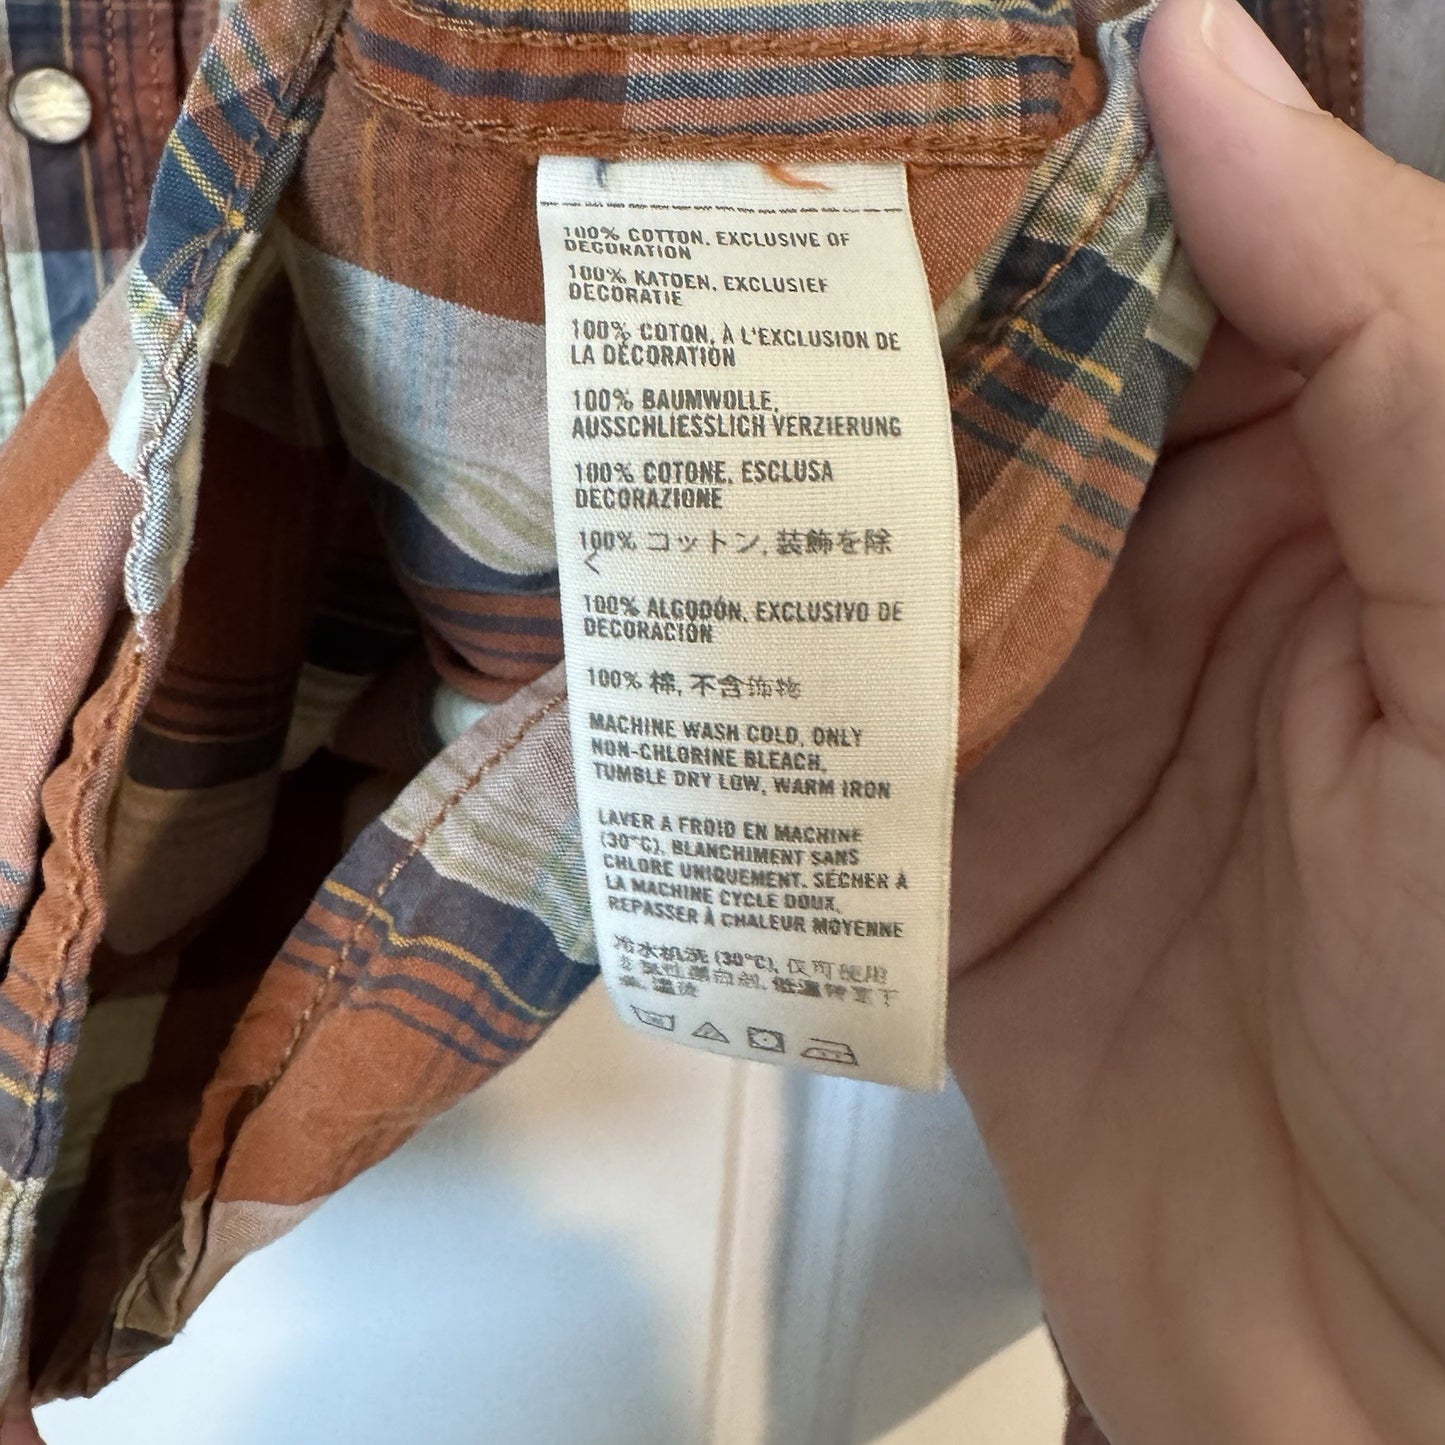 100% COTTON, EXCLUSIVE OF
DECORATION
100% KATOEN, EXCLUSIEF
DECORATIE
100% COTON, À L'EXCLUSION DE
LA DÉCORATION
100% BAUMWOLLE,
AUSSCHLIESSLICH VERZIERUNG
100% COTONE, ESCLUSA
DECORAZIONE
100% コットン, 装飾を除
く
100% ALGODÓN, EXCLUSIVO DE
DECORACIÓN
100% 棉, 不含饰物
MACHINE WASH COLD, ONLY
NON-CHLORINE BLEACH,
TUMBLE DRY LOW, WARM IRON
LAVER A FROID EN MACHINE
(30°C), BLANCHIMENT SANS
CHLORE UNIQUEMENT, SÉCHER À
LA MACHINE CYCLE DOUX,
REPASSER À CHALEUR MOYENNE
冷水机洗 (30°C), 仅可使用